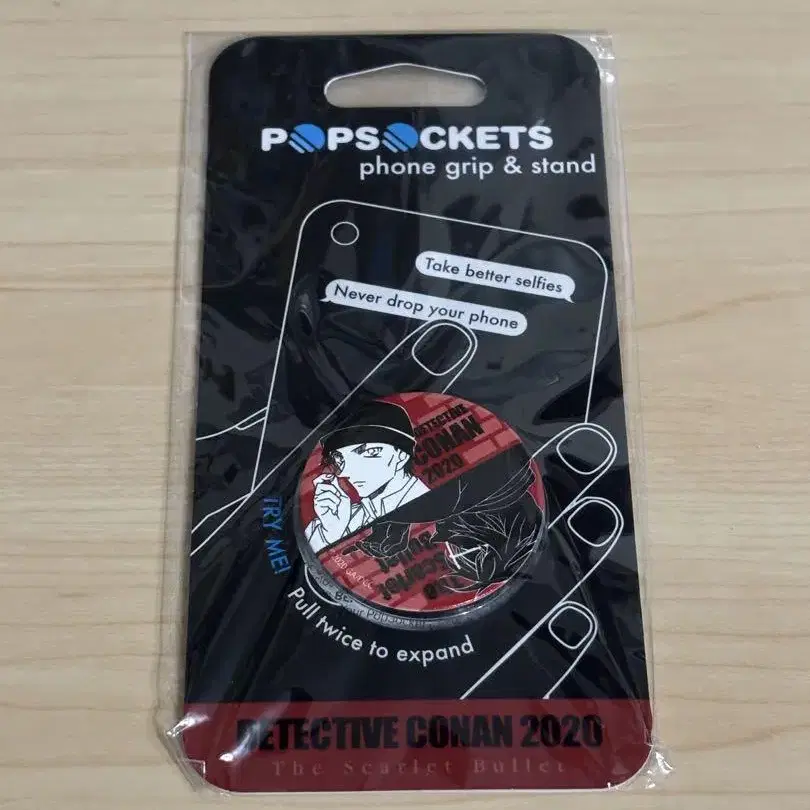 POPSOCKETS
phone grip & stand
Take better selfies
Never drop your phone
DETECTIVE
CONAN
2020
TRY ME!
Pull twice to expand
DETECTIVE CONAN 2020
The Scarlet Bullet